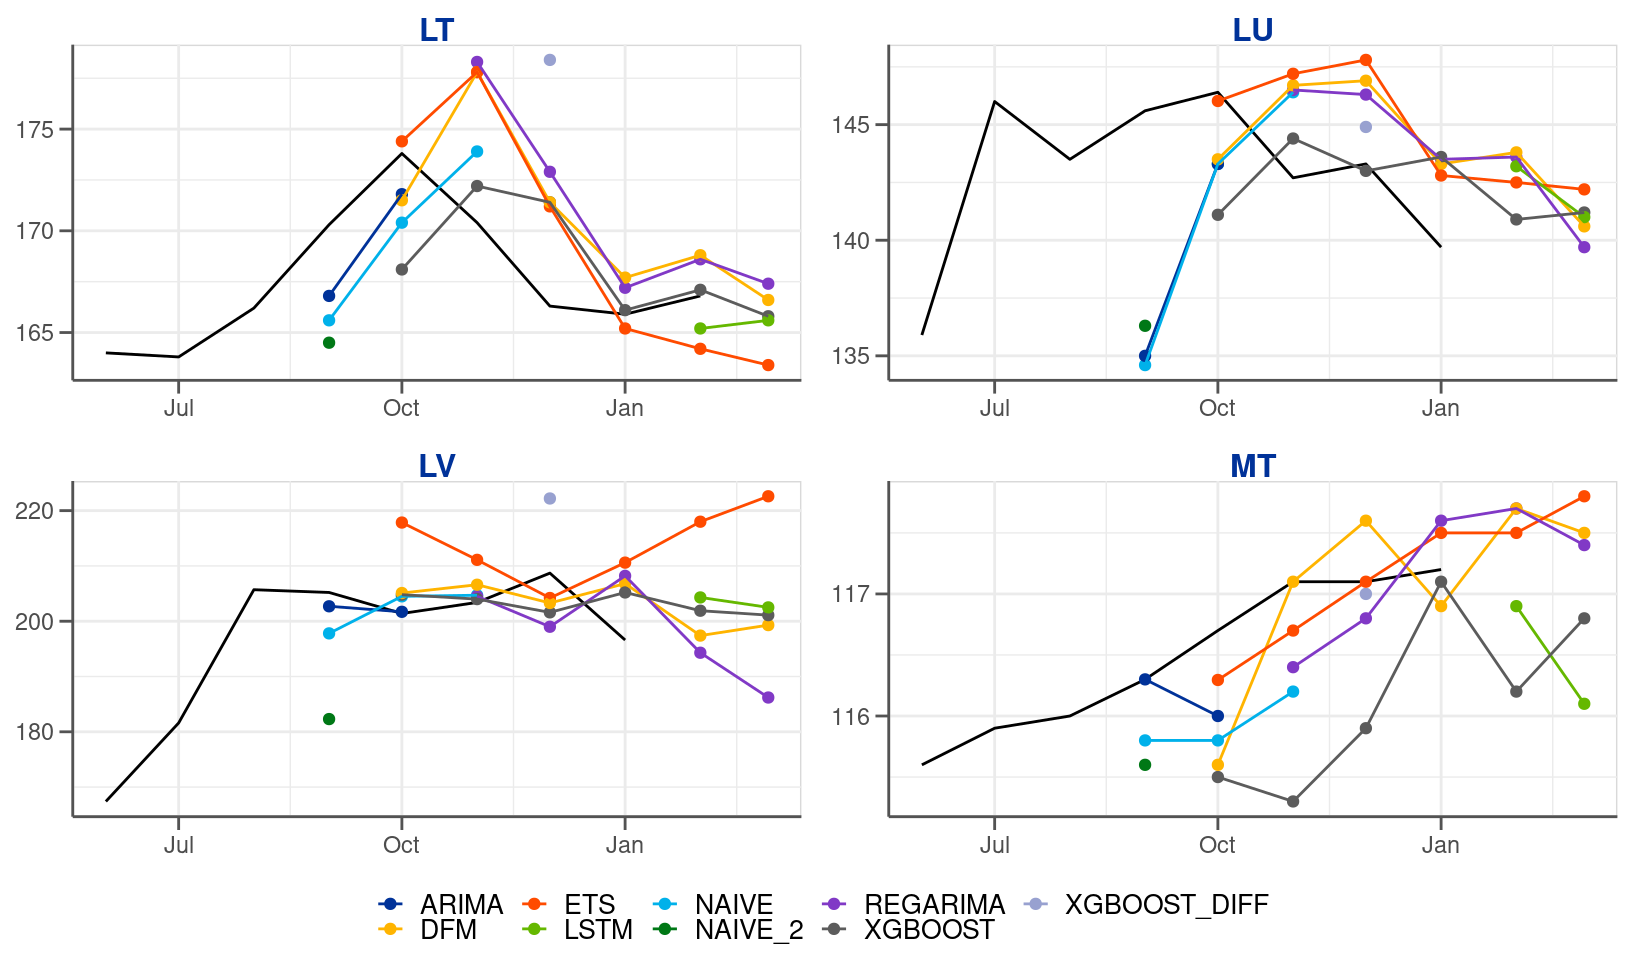 LT
LU
175
170
165
Jul Oct Jan
145
140
135
Jul Oct Jan
LV
MT
220
200
180
Jul Oct Jan
117
116
Jul Oct Jan
ARIMA ETS NAIVE REGARIMA XGBOOST_DIFF
DFM LSTM NAIVE_2 XGBOOST